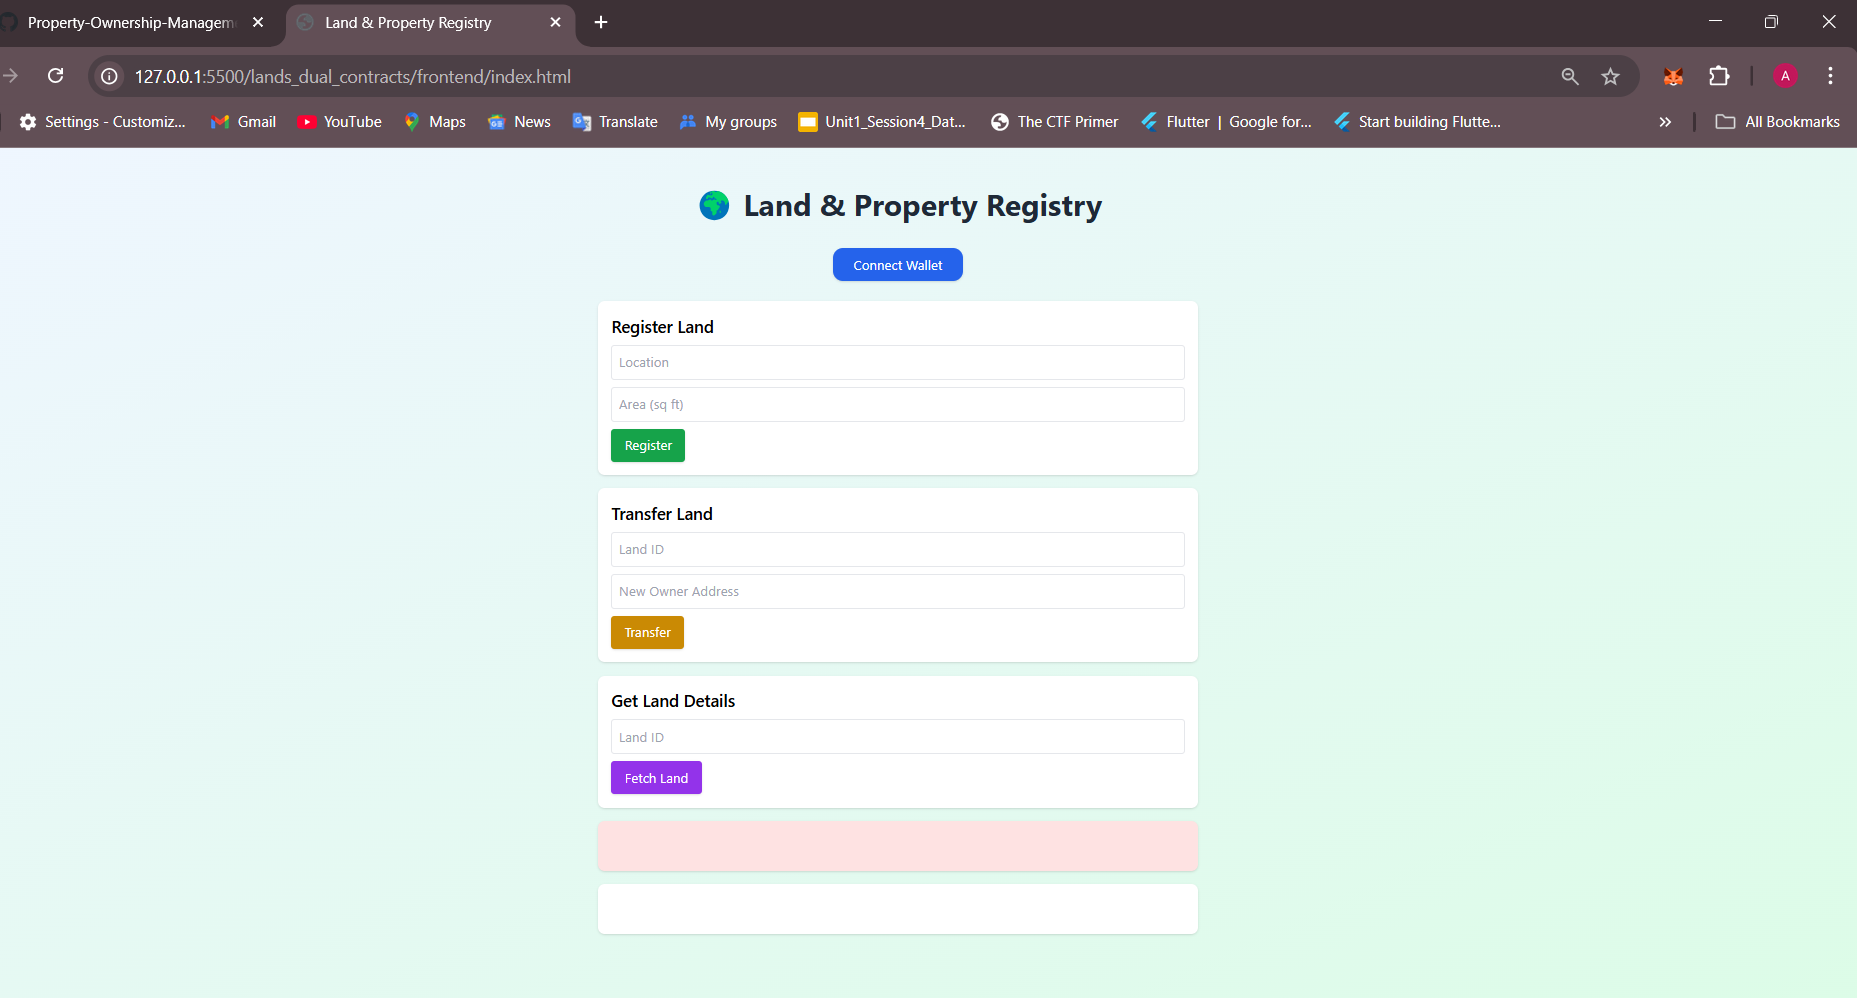 Property-Ownership-Managem
Land & Property Registry
127.0.0.1:5500/lands_dual_contracts/frontend/index.html
A
Settings - Customiz...
Gmail
YouTube
Maps
News
Translate
My groups
Unit1_Session4_Dat...
The CTF Primer
Flutter | Google for...
Start building Flutte...
All Bookmarks
Land & Property Registry
Connect Wallet
Register Land
Location
Area (sq ft)
Register
Transfer Land
Land ID
New Owner Address
Transfer
Get Land Details
Land ID
Fetch Land